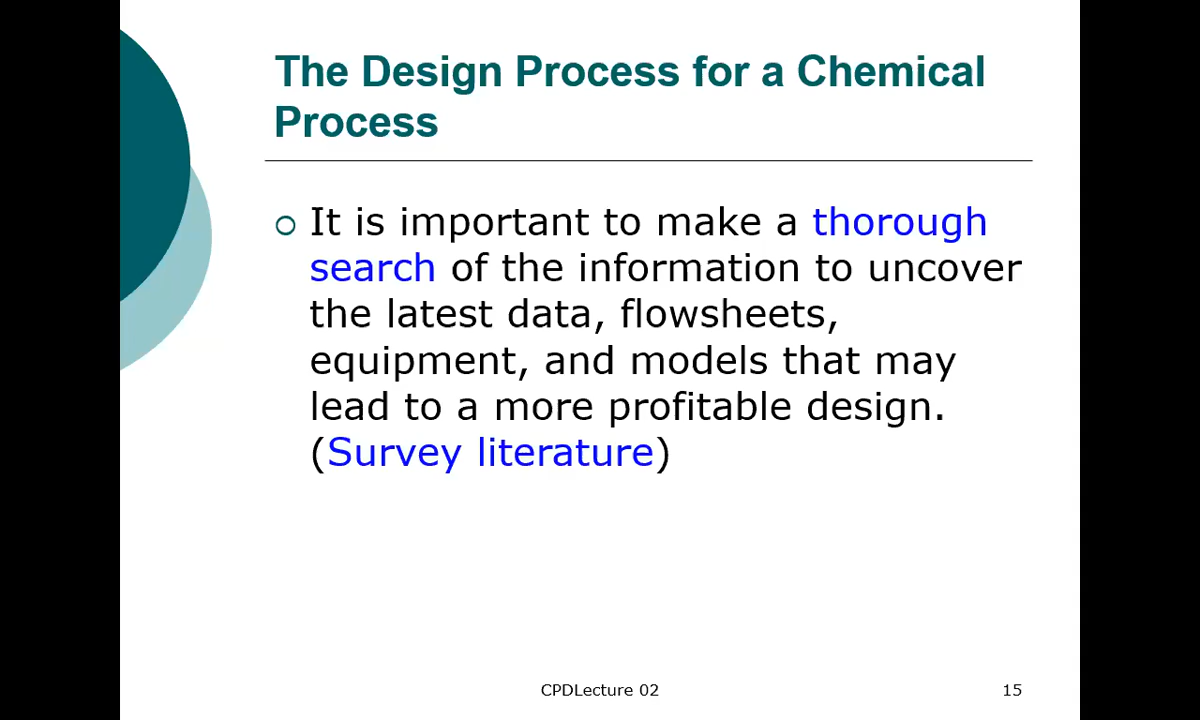 The Design Process for a Chemical
Process
It is important to make a thorough
search of the information to uncover
the latest data, flowsheets,
equipment, and models that may
lead to a more profitable design.
(Survey literature)
CPDLecture 02
15